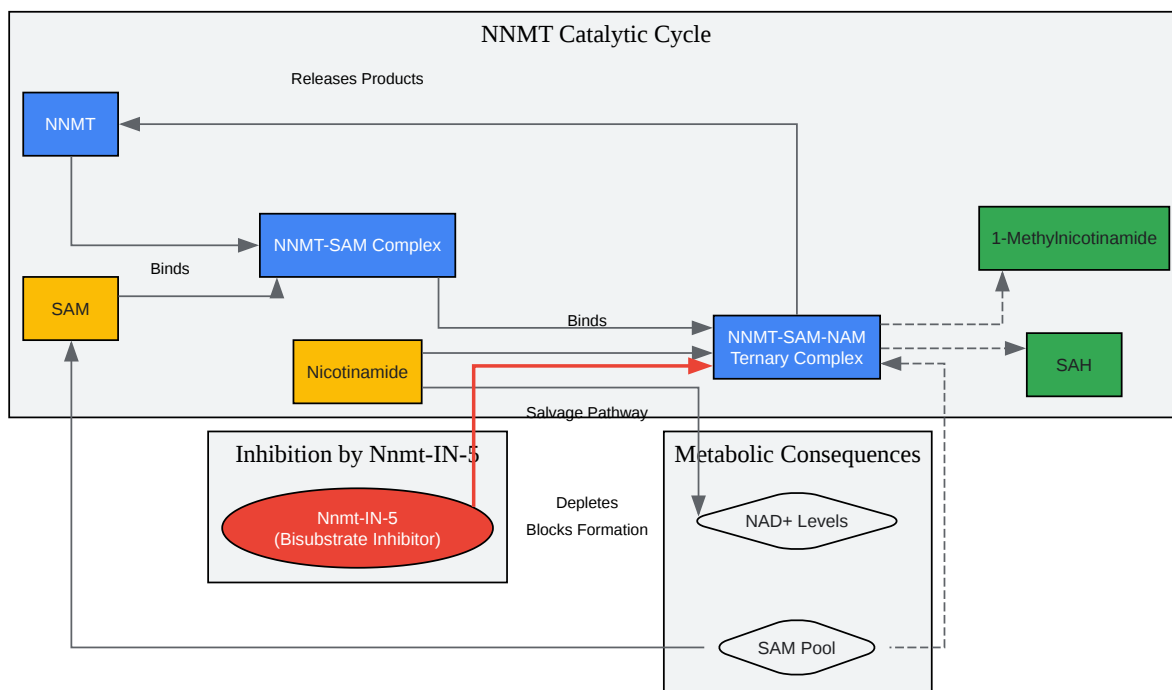 NNMT Catalytic Cycle
Releases Products
NNMT
NNMT-SAM Complex
1-Methylnicotinamide
Binds
SAM
Binds
NNMT-SAM-NAM
Ternary Complex
Nicotinamide
SAH
Salvage Pathway
Inhibition by Nnmt-IN-5
Metabolic Consequences
Nnmt-IN-5
(Bisubstrate Inhibitor)
Depletes
Blocks Formation
NAD+ Levels
SAM Pool